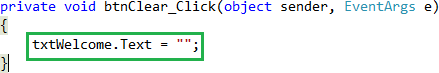 private void btnClear_Click(object sender, EventArgs e)
{
txtWelcome.Text = "";
}